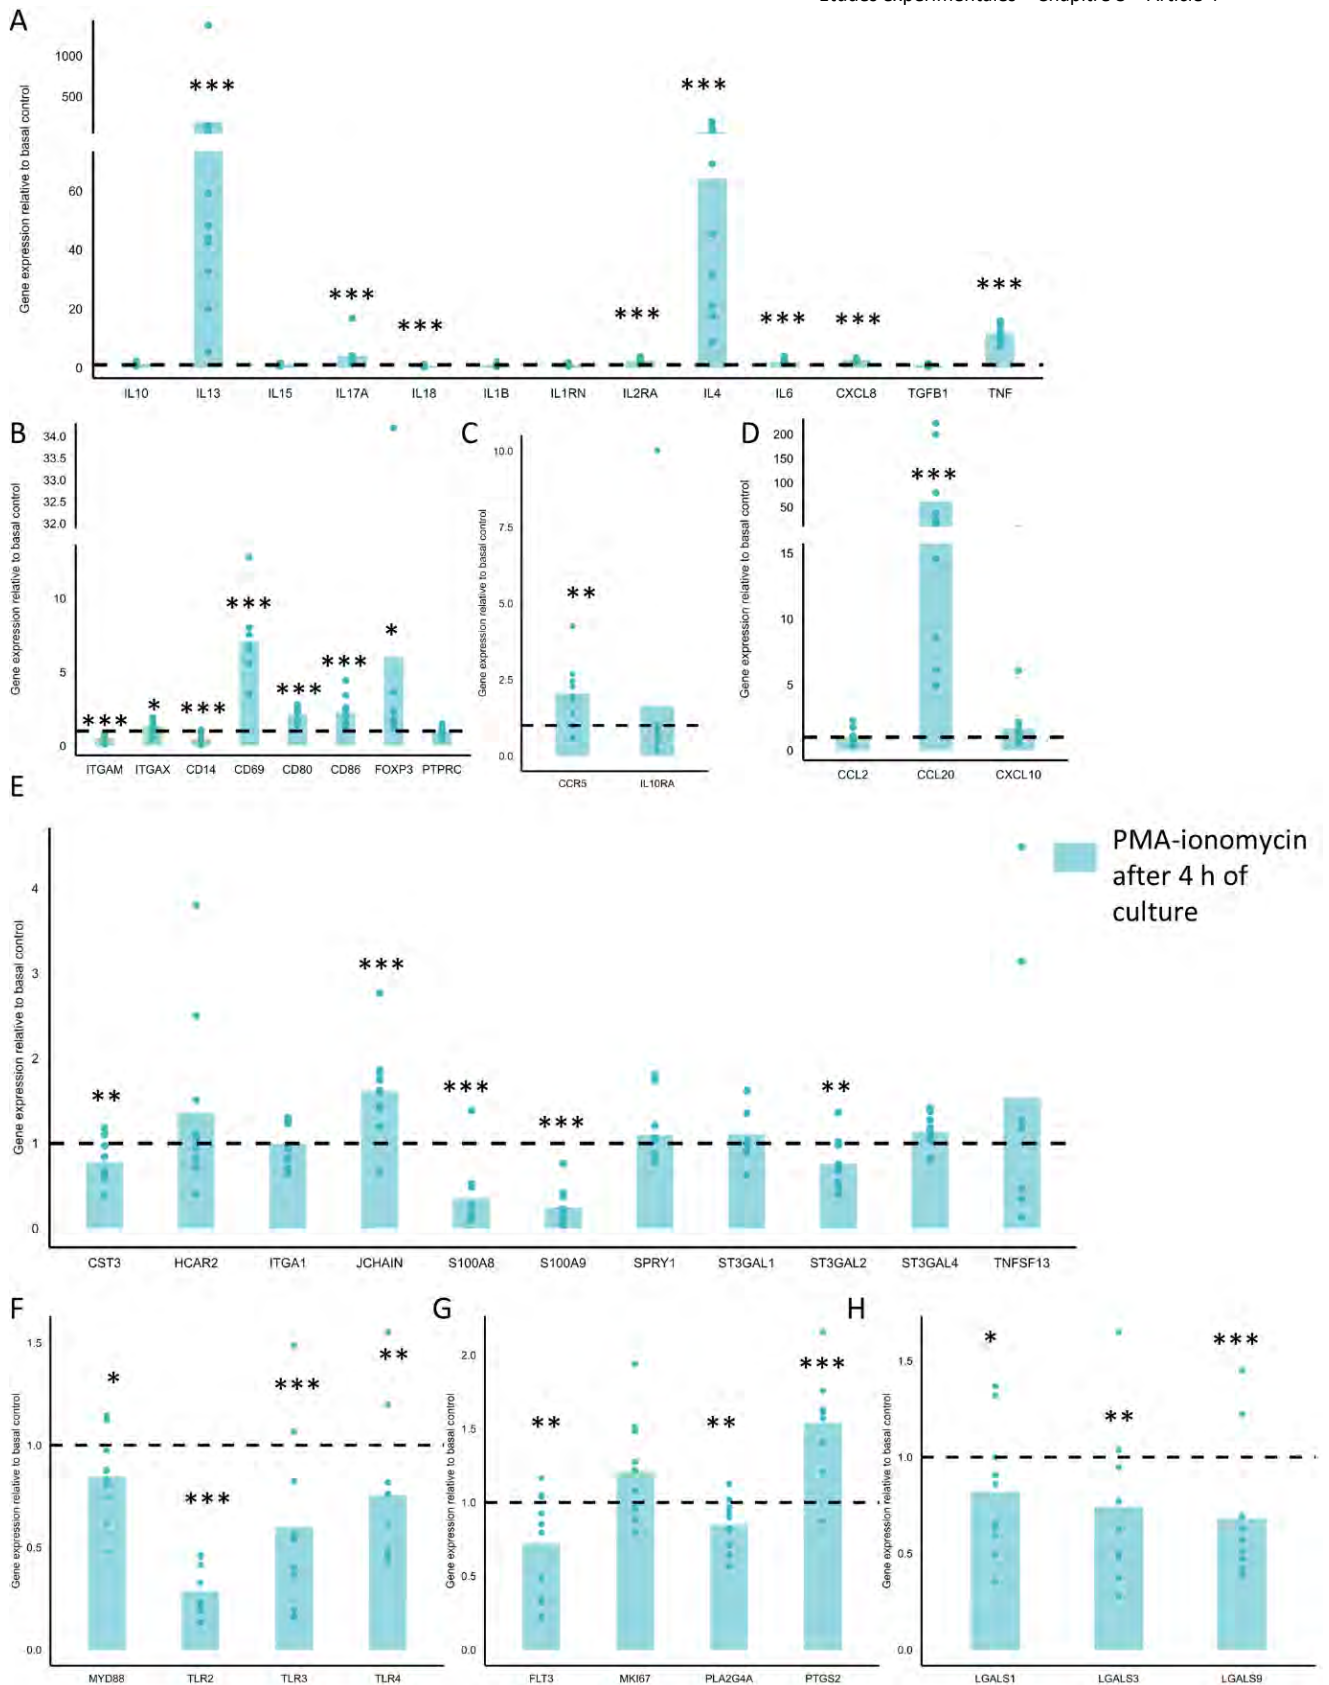 Etudes expérimentales – Chapitre 3 – Article 4
A
Gene expression relative to basal control
1000
500
60
40
20
0
***
***
***
***
***
***
***
***
IL10 IL13 IL15 IL17A IL18 IL1B IL1RN IL2RA IL4 IL6 CXCL8 TGFB1 TNF
B
Gene expression relative to basal control
34.0
33.5
33.0
32.5
32.0
10
5
0
***
*
***
***
***
***
*
ITGAM ITGAX CD14 CD69 CD80 CD86 FOXP3 PTPRC
C
Gene expression relative to basal control
10.0
7.5
5.0
2.5
0.0
**
CCR5 IL10RA
D
Gene expression relative to basal control
200
150
100
50
15
10
5
0
***
CCL2 CCL20 CXCL10
E
Gene expression relative to basal control
4
3
2
1
0
**
***
***
***
**
CST3 HCAR2 ITGA1 JCHAIN S100A8 S100A9 SPRY1 ST3GAL1 ST3GAL2 ST3GAL4 TNFSF13
PMA-ionomycin
after 4 h of
culture
F
Gene expression relative to basal control
1.5
1.0
0.5
0.0
*
***
***
**
MYD88 TLR2 TLR3 TLR4
G
Gene expression relative to basal control
2.0
1.5
1.0
0.5
0.0
**
**
***
FLT3 MKI67 PLA2G4A PTGS2
H
Gene expression relative to basal control
1.5
1.0
0.5
0.0
*
**
***
LGALS1 LGALS3 LGALS9